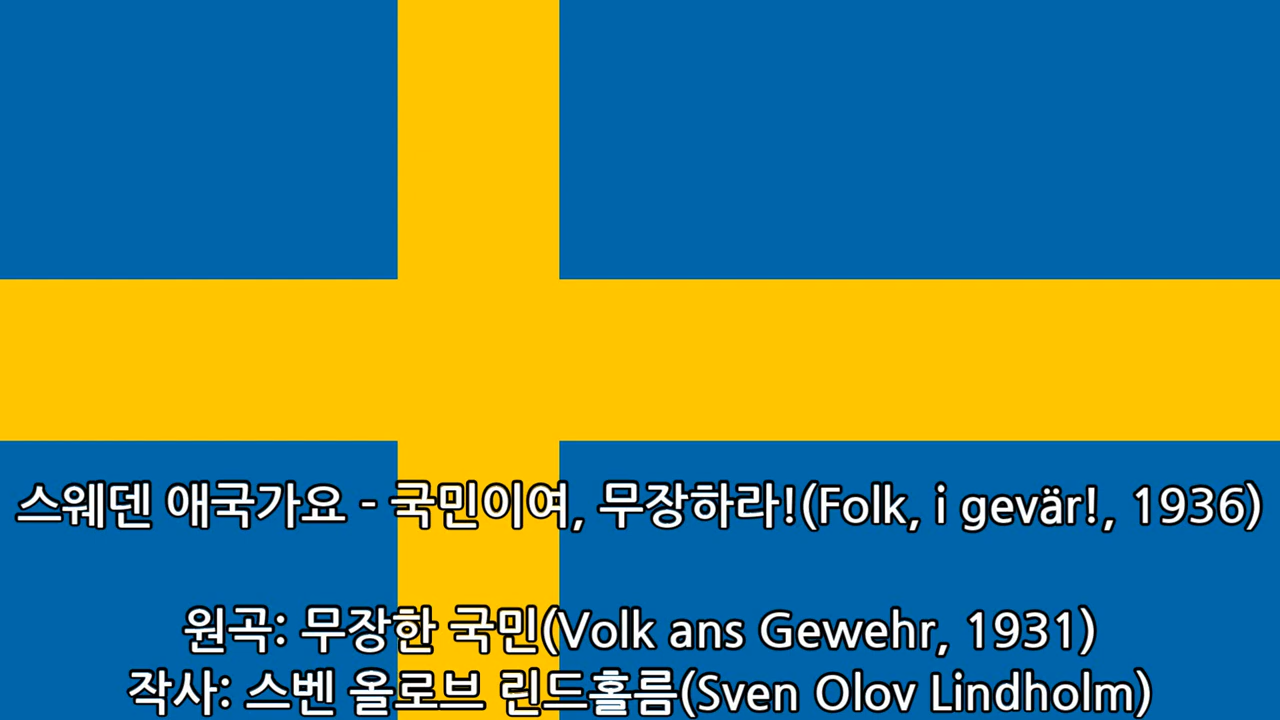 스웨덴 애국가요 - 국민이여, 무장하라!(Folk, i gevär!, 1936)
원곡: 무장한 국민(Volk ans Gewehr, 1931)
작사: 스벤 올로브 린드홀름(Sven Olov Lindholm)